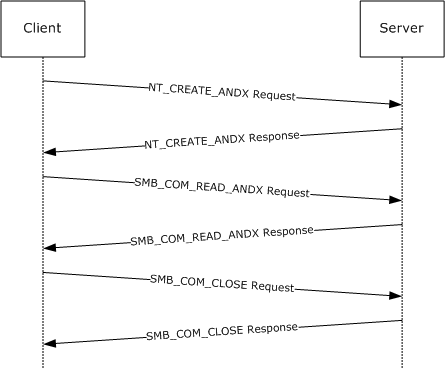 Client
Server
NT_CREATE_ANDX Request
NT_CREATE_ANDX Response
SMB_COM_READ_ANDX Request
SMB_COM_READ_ANDX Response
SMB_COM_CLOSE Request
SMB_COM_CLOSE Response